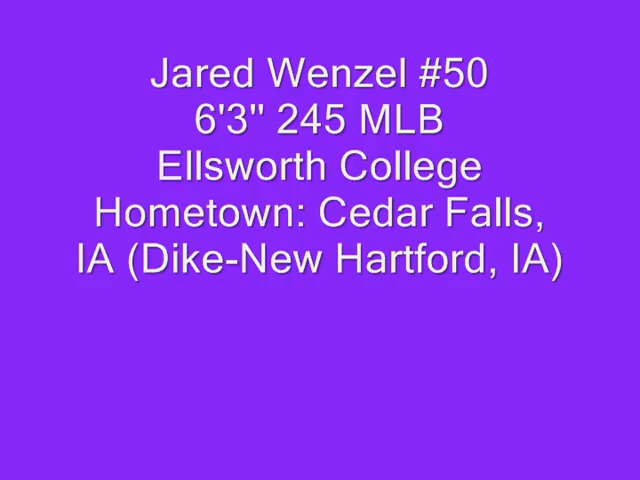 Jared Wenzel #50
6'3" 245 MLB
Ellsworth College
Hometown: Cedar Falls,
IA (Dike-New Hartford, IA)